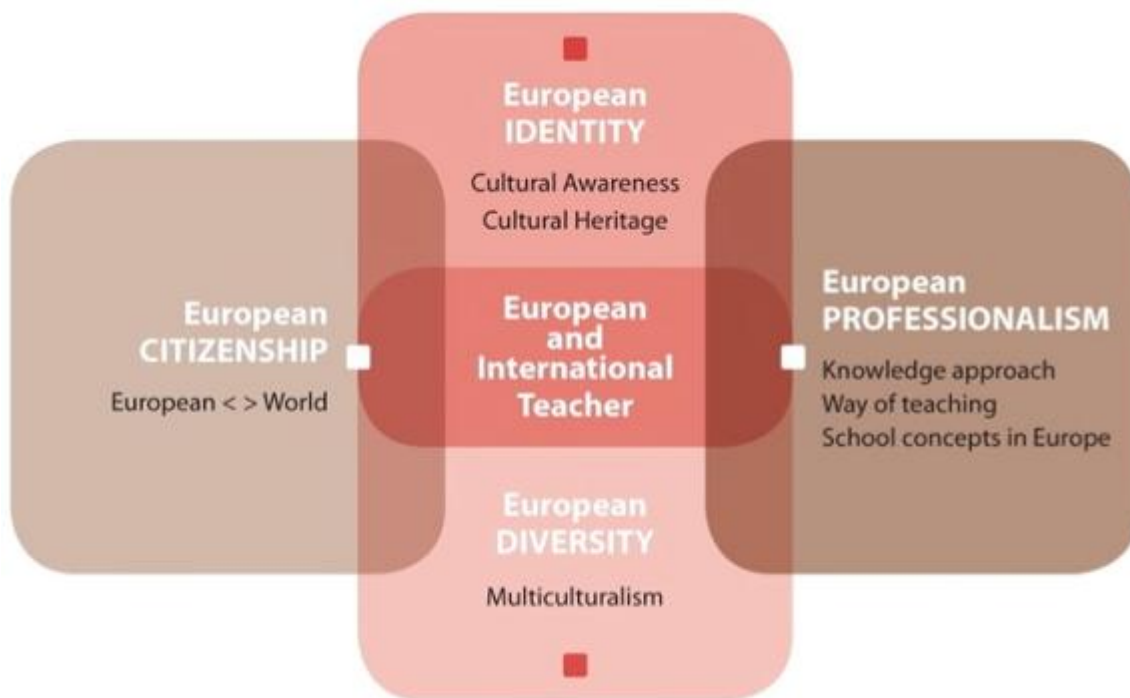 European
IDENTITY
Cultural Awareness
Cultural Heritage
European
CITIZENSHIP
European < > World
European
and
International
Teacher
European
PROFESSIONALISM
Knowledge approach
Way of teaching
School concepts in Europe
European
DIVERSITY
Multiculturalism